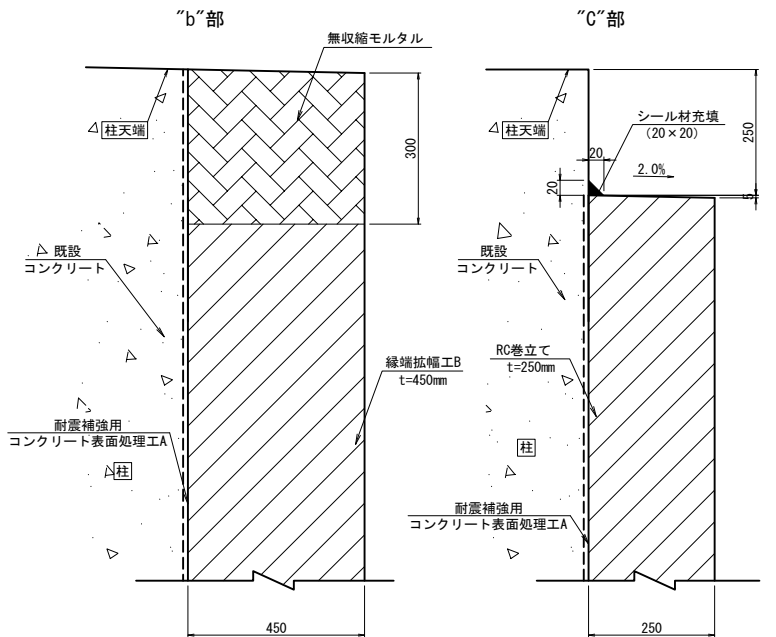 "b"部
無収縮モルタル
柱天端
300
既設
コンクリート
縁端拡幅工B
t=450mm
耐震補強用
コンクリート表面処理工A
柱
450
"C"部
柱天端
シール材充填
(20×20)
20
2.0%
20
250
5
既設
コンクリート
RC巻立て
t=250mm
柱
耐震補強用
コンクリート表面処理工A
250